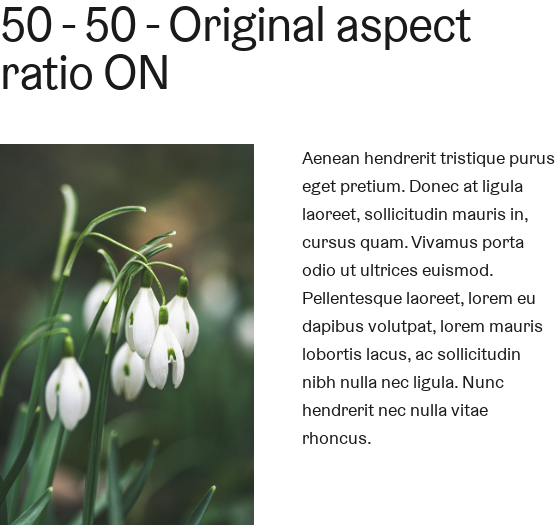 50 - 50 - Original aspect
ratio ON
Aenean hendrerit tristique purus
eget pretium. Donec at ligula
laoreet, sollicitudin mauris in,
cursus quam. Vivamus porta
odio ut ultrices euismod.
Pellentesque laoreet, lorem eu
dapibus volutpat, lorem mauris
lobortis lacus, ac sollicitudin
nibh nulla nec ligula. Nunc
hendrerit nec nulla vitae
rhoncus.